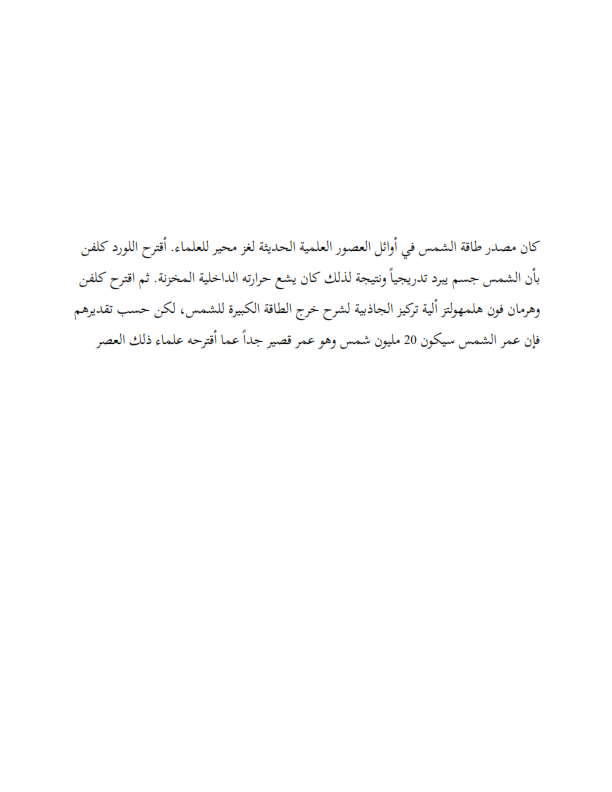 كان مصدر طاقة الشمس في أوائل العصور العلمية الحديثة لغز محير للعلماء. أقترح اللورد كلفن
بأن الشمس جسم يبرد تدريجياً ونتيجة لذلك كان يشع حرارته الداخلية المخزنة. ثم اقترح كلفن
وهرمان فون هلمهولتز ألية تركيز الجاذبية لشرح خرج الطاقة الكبيرة للشمس، لكن حسب تقديرهم
فإن عمر الشمس سيكون 20 مليون شمس وهو عمر قصير جداً عما أقترحه علماء ذلك العصر